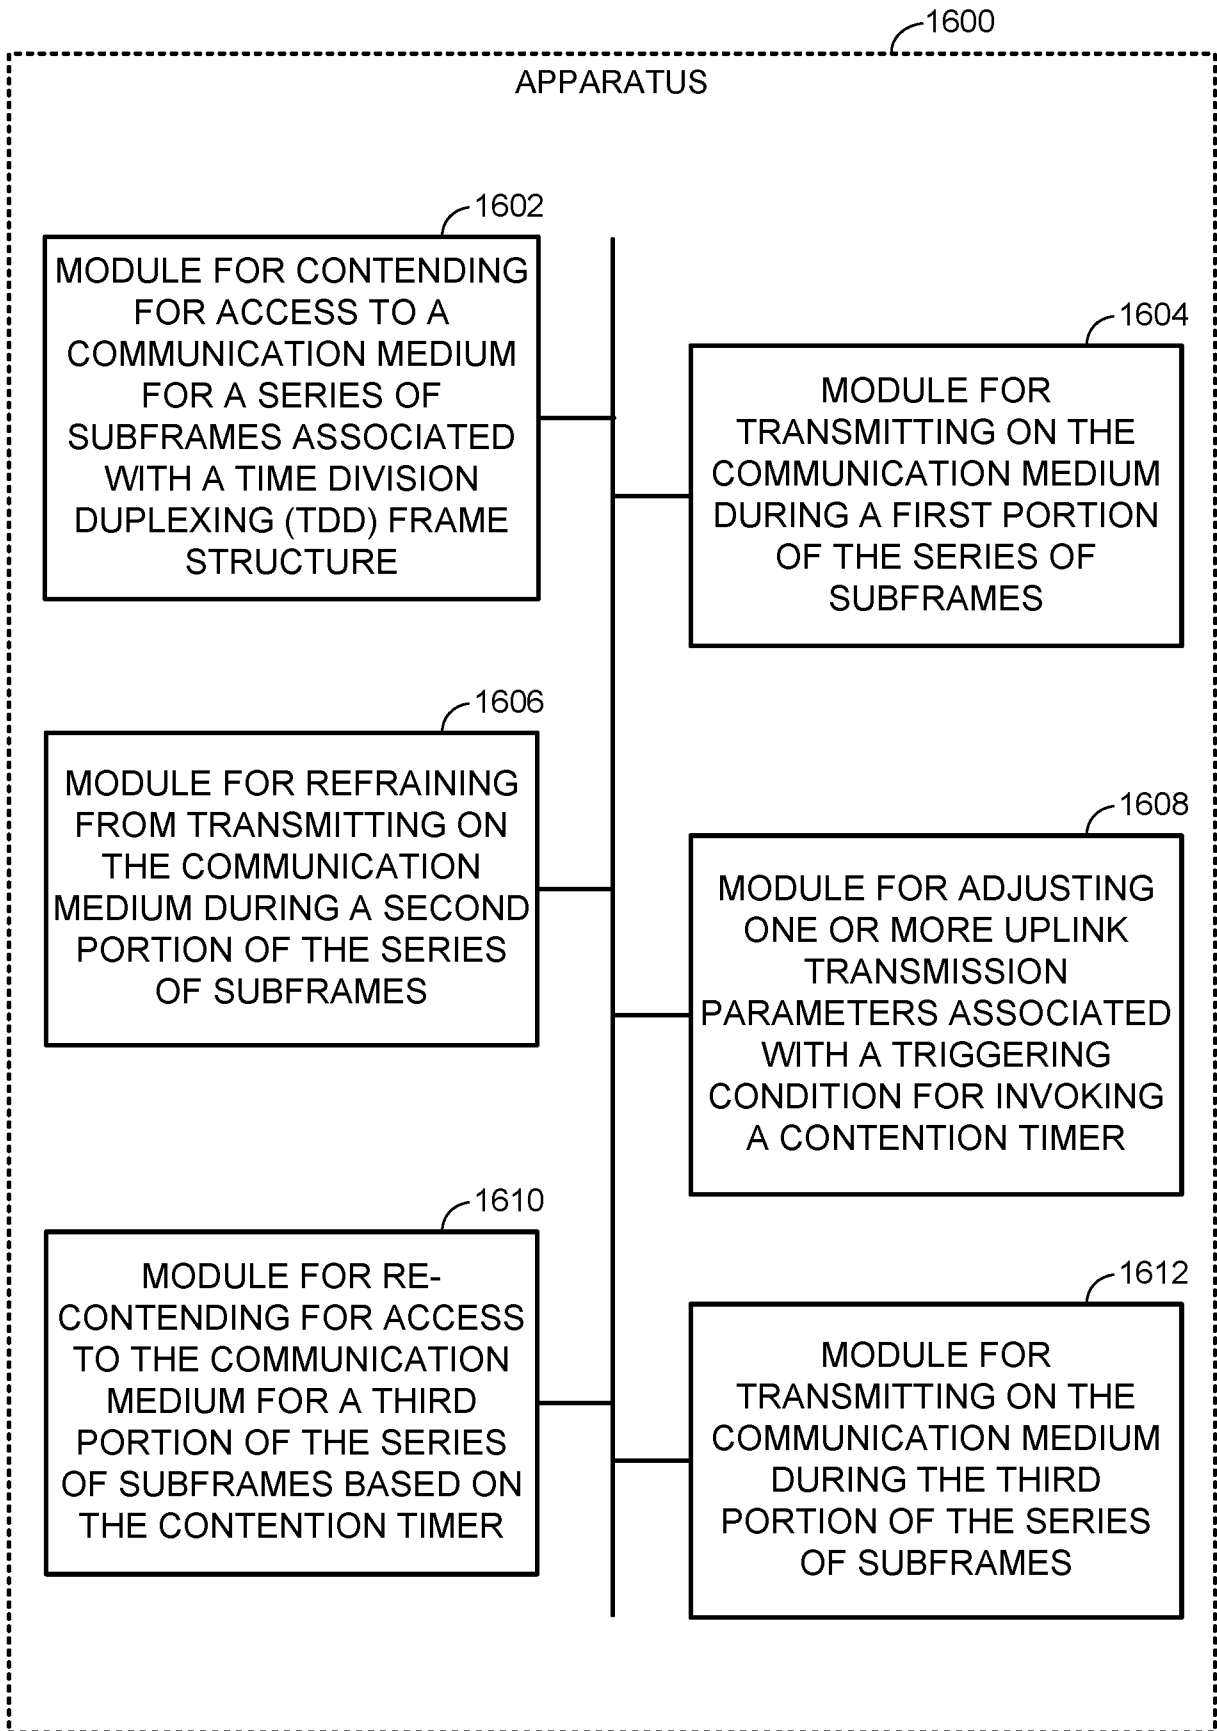 1600
APPARATUS
1602
MODULE FOR CONTENDING
FOR ACCESS TO A
COMMUNICATION MEDIUM
FOR A SERIES OF
SUBFRAMES ASSOCIATED
WITH A TIME DIVISION
DUPLEXING (TDD) FRAME
STRUCTURE
1604
MODULE FOR
TRANSMITTING ON THE
COMMUNICATION MEDIUM
DURING A FIRST PORTION
OF THE SERIES OF
SUBFRAMES
1606
MODULE FOR REFRAINING
FROM TRANSMITTING ON
THE COMMUNICATION
MEDIUM DURING A SECOND
PORTION OF THE SERIES
OF SUBFRAMES
1608
MODULE FOR ADJUSTING
ONE OR MORE UPLINK
TRANSMISSION
PARAMETERS ASSOCIATED
WITH A TRIGGERING
CONDITION FOR INVOKING
A CONTENTION TIMER
1610
MODULE FOR RE-
CONTENDING FOR ACCESS
TO THE COMMUNICATION
MEDIUM FOR A THIRD
PORTION OF THE SERIES
OF SUBFRAMES BASED ON
THE CONTENTION TIMER
1612
MODULE FOR
TRANSMITTING ON THE
COMMUNICATION MEDIUM
DURING THE THIRD
PORTION OF THE SERIES
OF SUBFRAMES